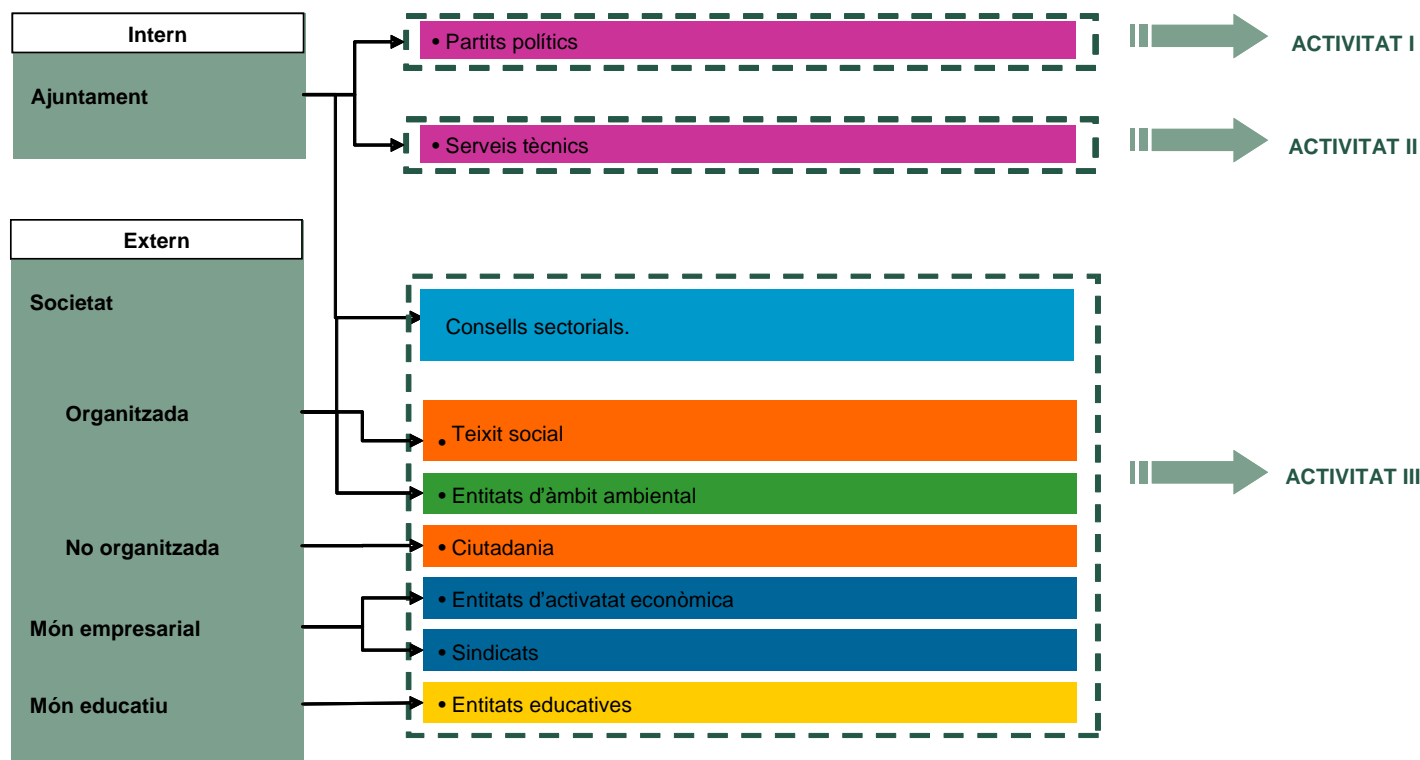 Intern
Ajuntament
• Partits polítics
ACTIVITAT I
• Serveis tècnics
ACTIVITAT II
Extern
Societat
Consells sectorials.
Organitzada
• Teixit social
• Entitats d'àmbit ambiental
ACTIVITAT III
No organitzada
• Ciutadania
Món empresarial
• Entitats d'activatat econòmica
• Sindicats
Món educatiu
• Entitats educatives